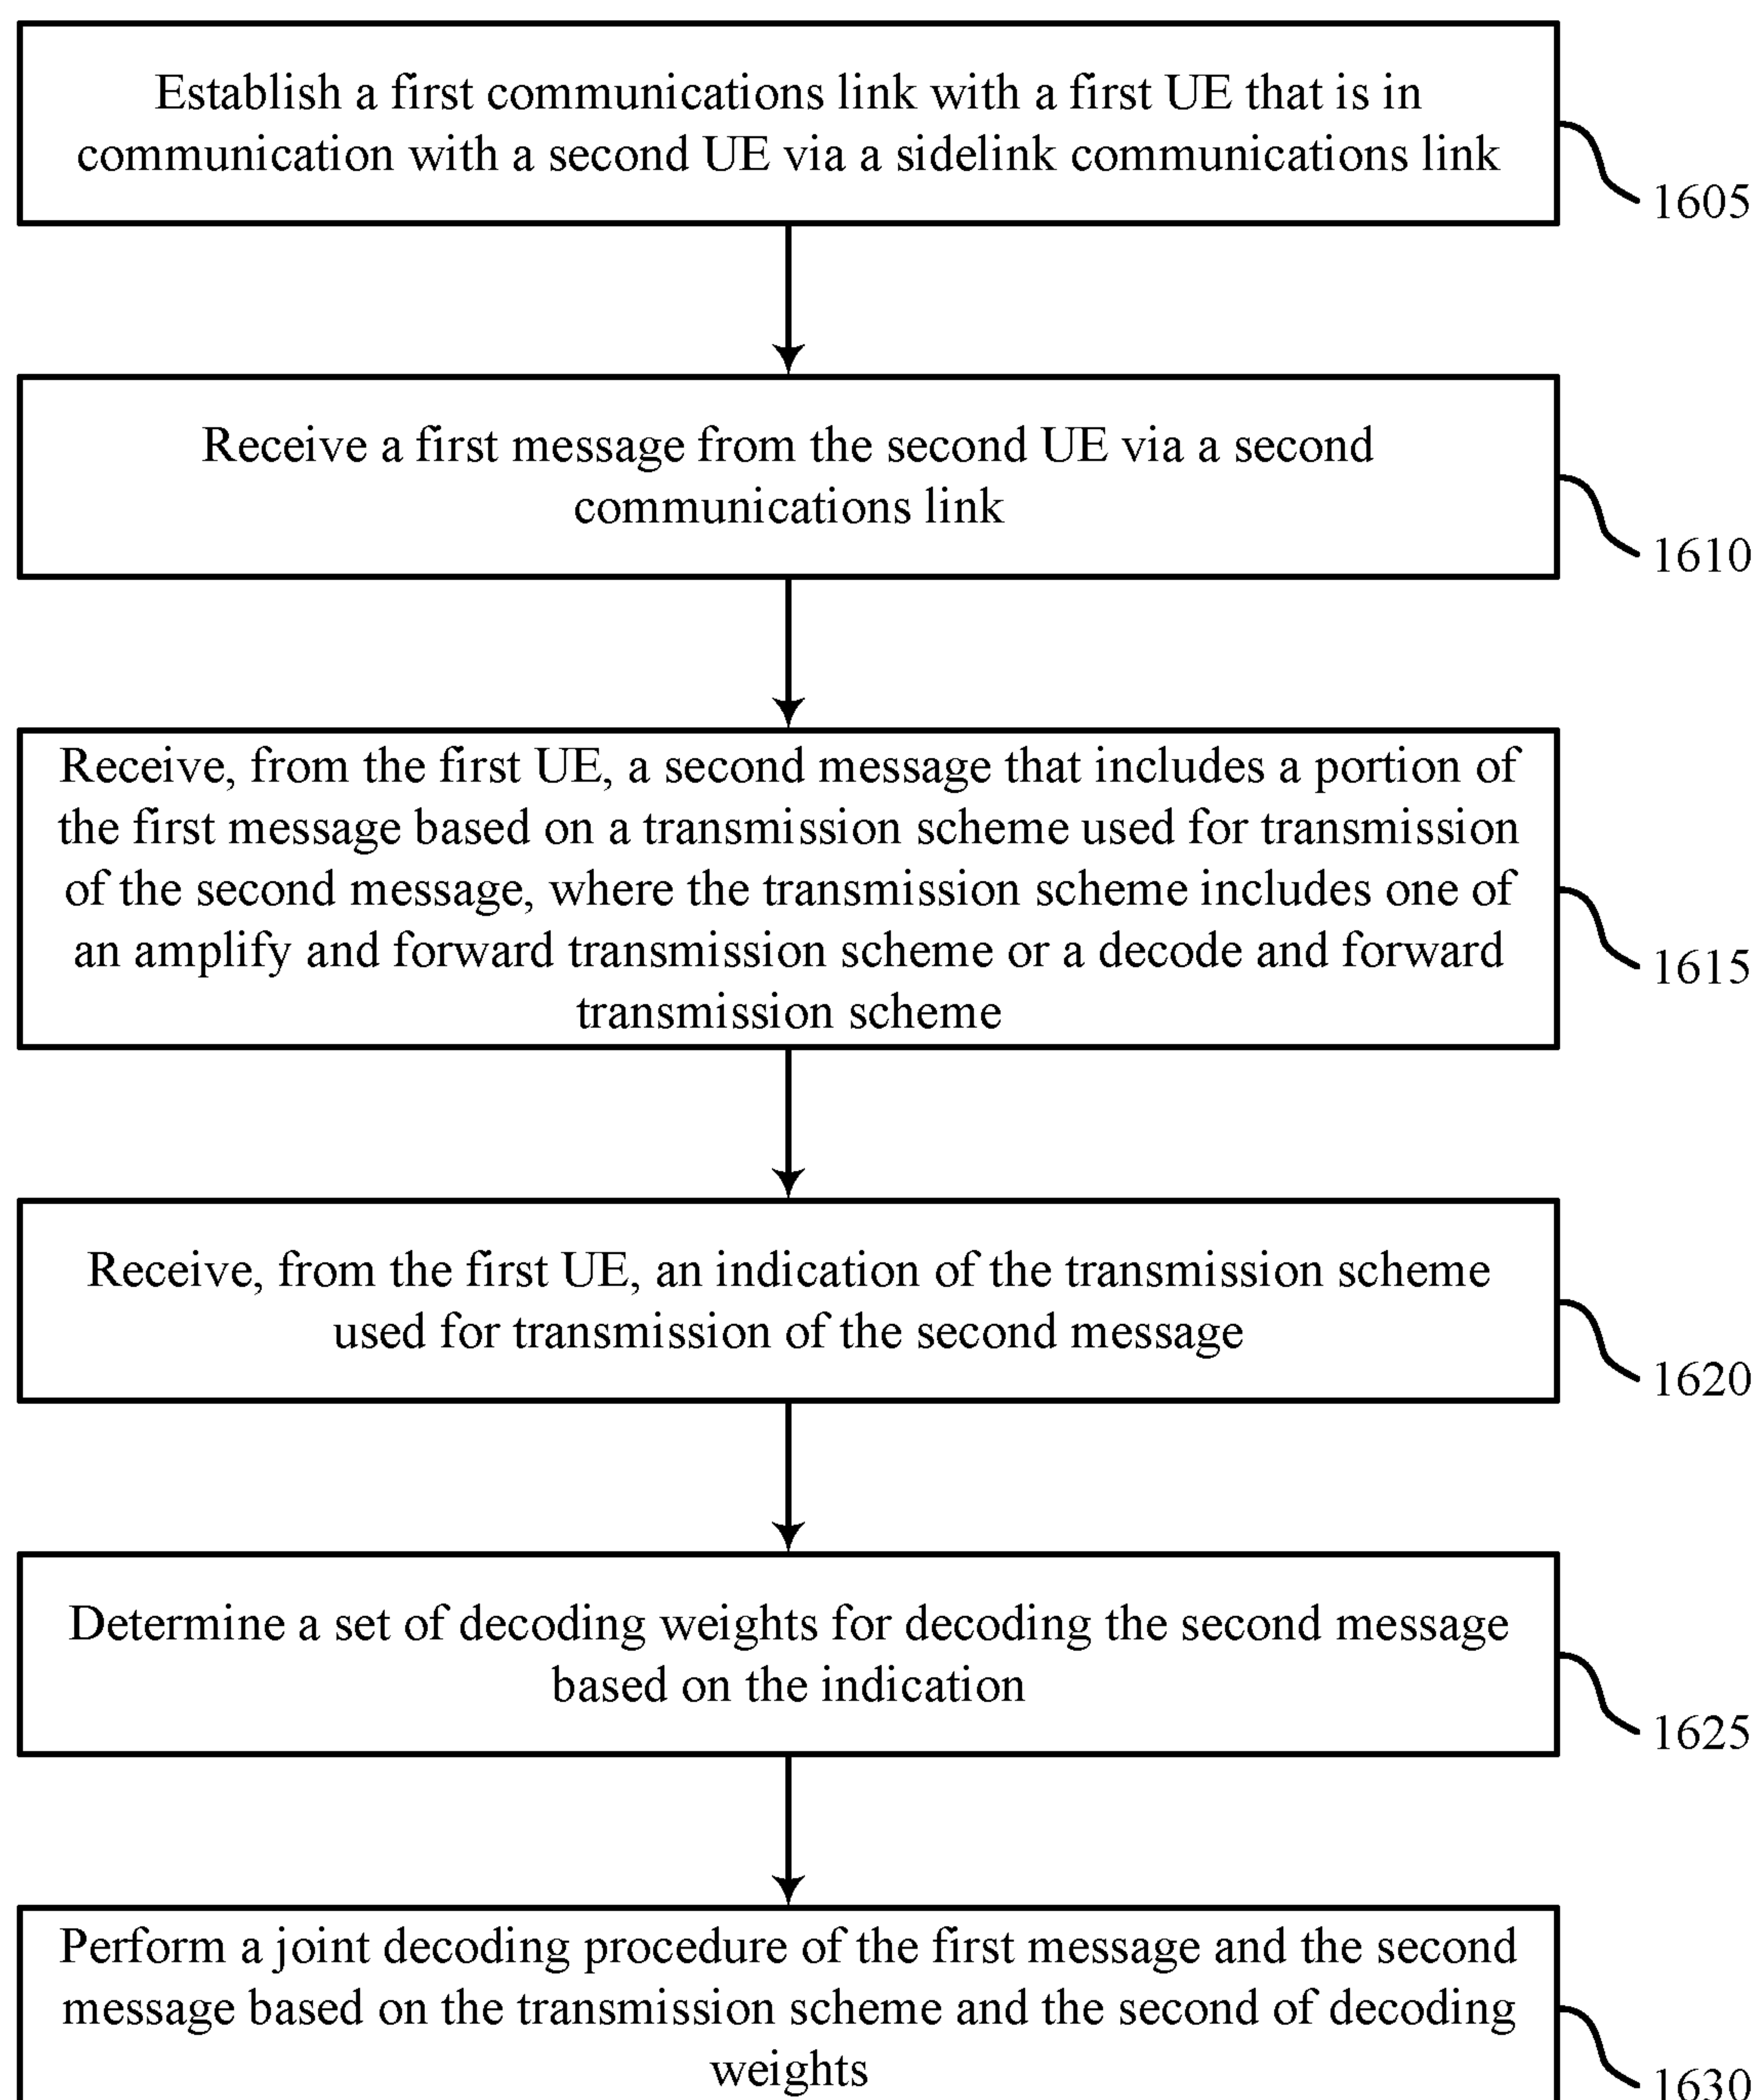 Establish a first communications link with a first UE that is in
communication with a second UE via a sidelink communications link
1605
Receive a first message from the second UE via a second
communications link
1610
Receive, from the first UE, a second message that includes a portion of
the first message based on a transmission scheme used for transmission
of the second message, where the transmission scheme includes one of
an amplify and forward transmission scheme or a decode and forward
transmission scheme
1615
Receive, from the first UE, an indication of the transmission scheme
used for transmission of the second message
1620
Determine a set of decoding weights for decoding the second message
based on the indication
1625
Perform a joint decoding procedure of the first message and the second
message based on the transmission scheme and the second of decoding
weights
1630